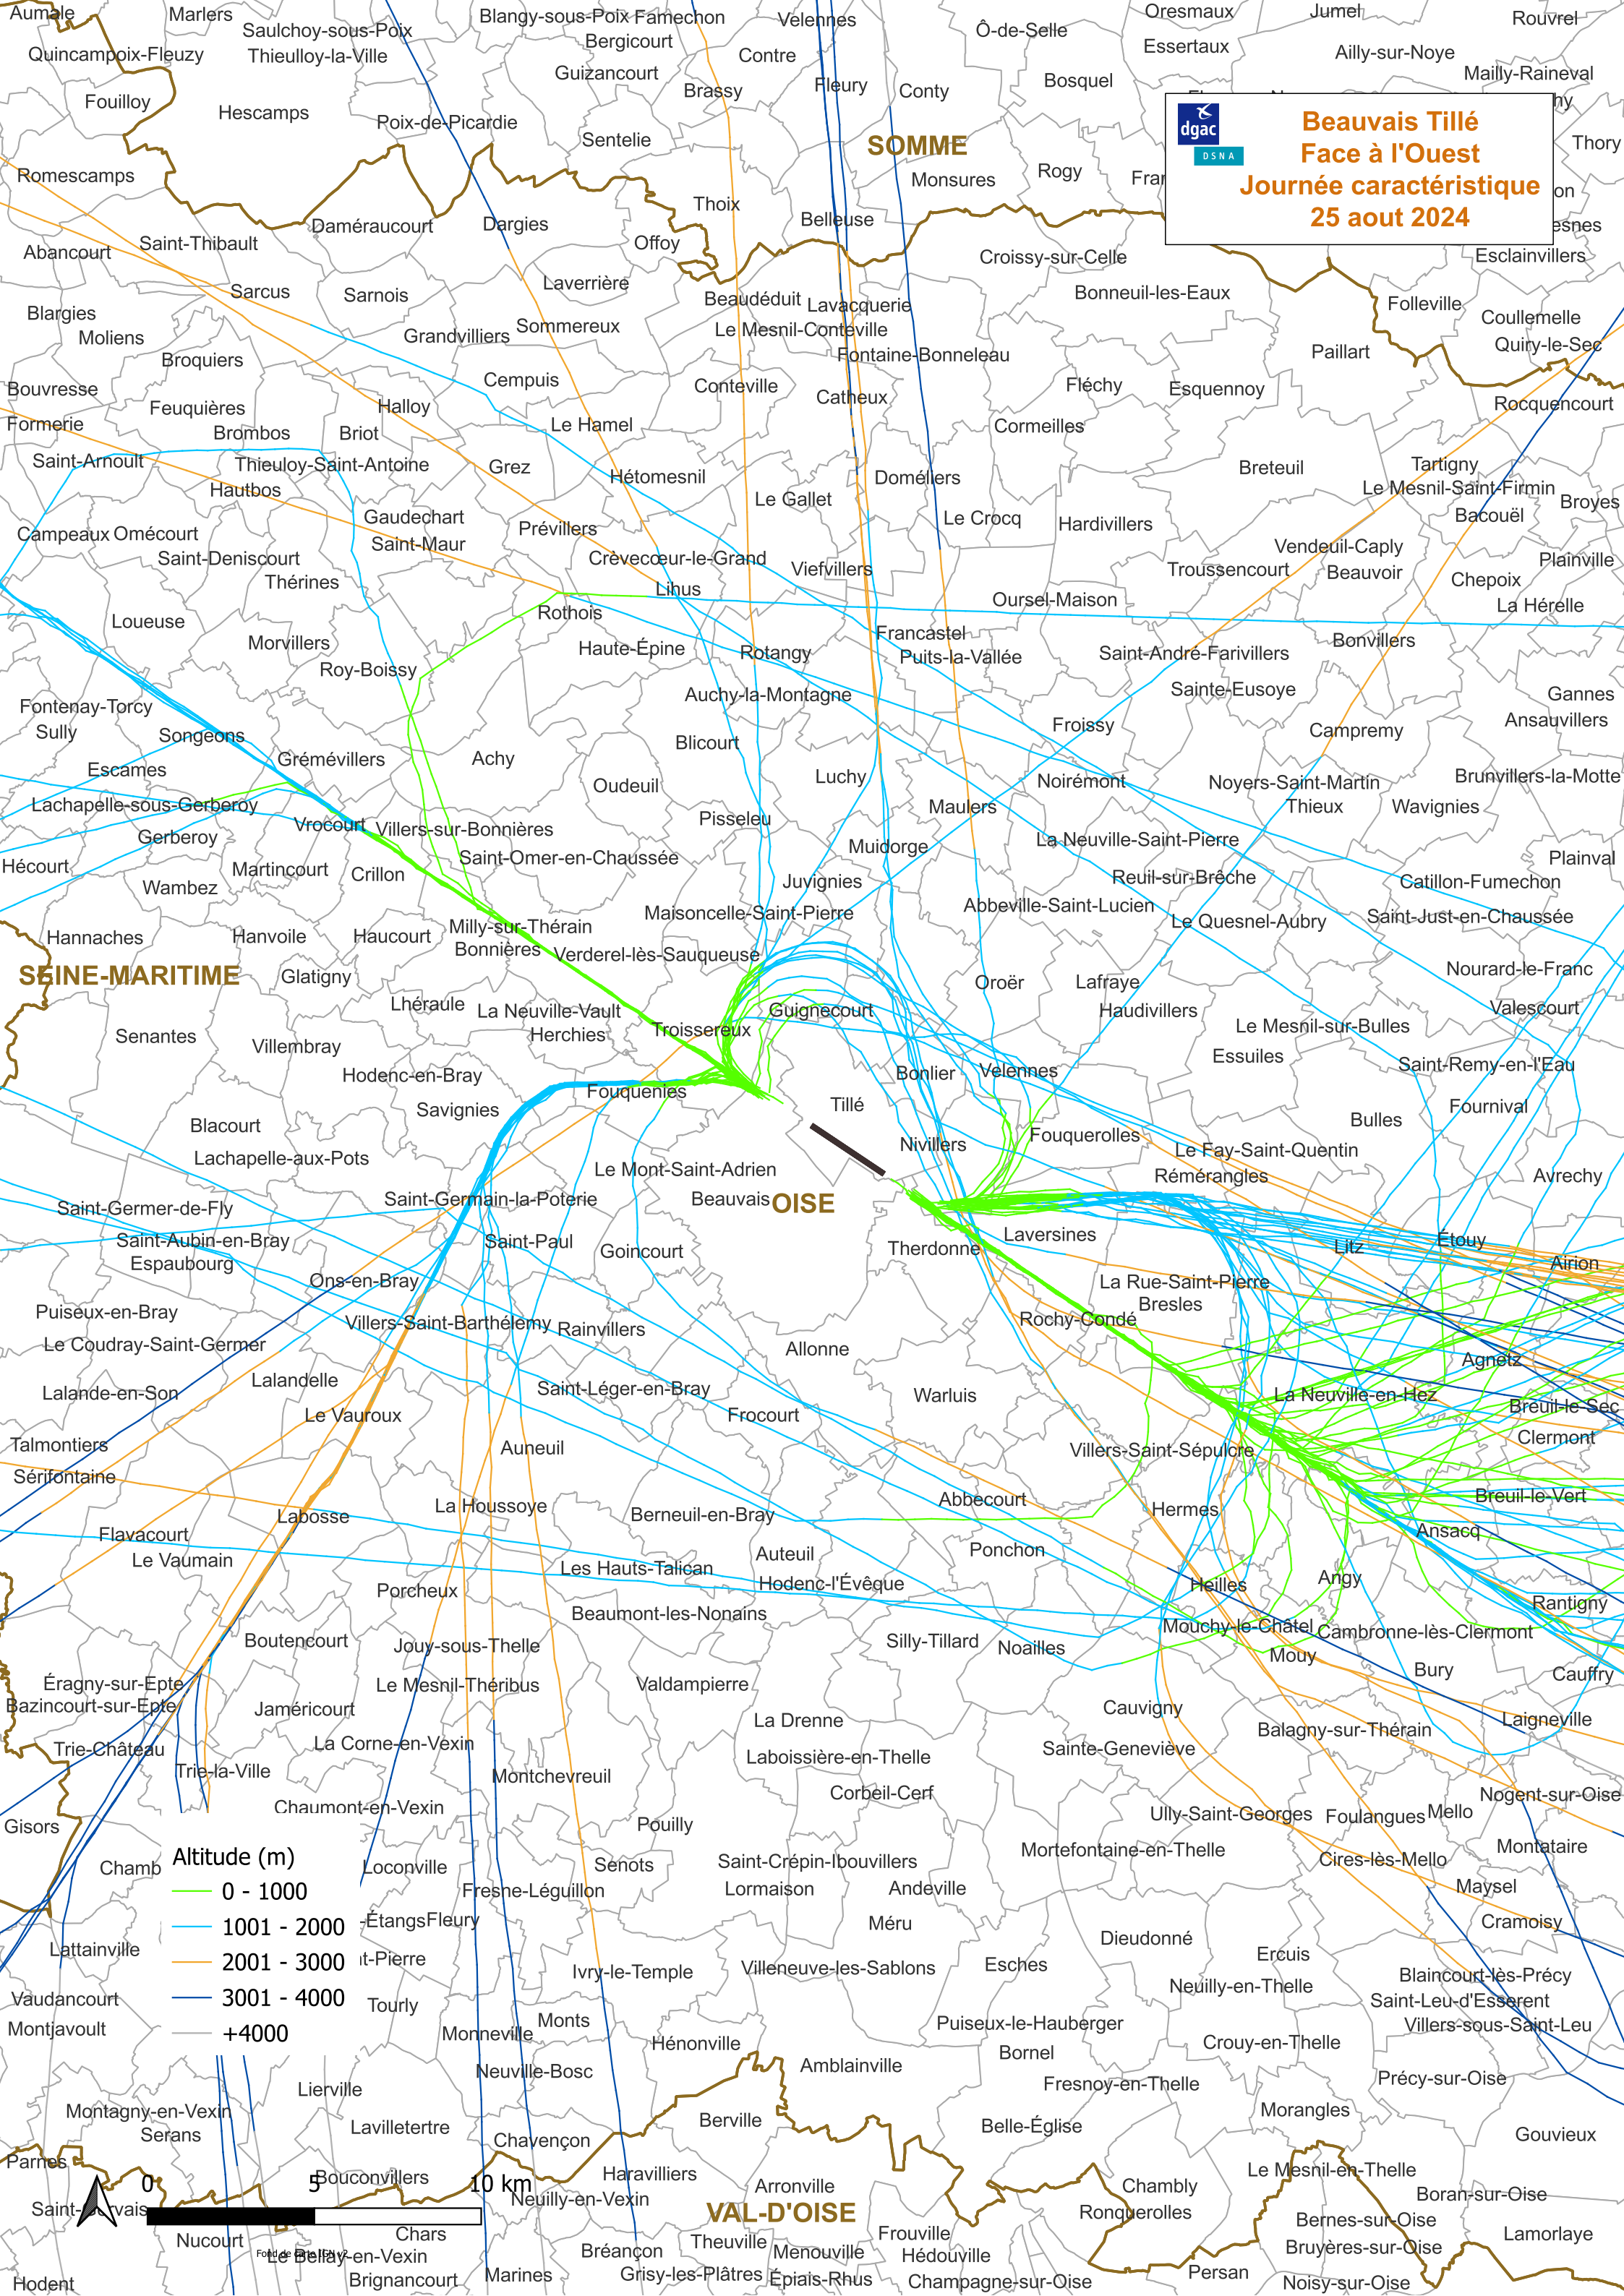 Aumale
Marlers
Saulchoy-sous-Poix
Blangy-sous-Poix
Famechon
Velennes
Ô-de-Selle
Oresmaux
Jumel
Rouvrel
Quincampoix-Fleuzy
Thieulloy-la-Ville
Bergicourt
Contre
Essertaux
Ailly-sur-Noye
Guizancourt
Fleury
Bosquel
Mailly-Raineval
Fouilloy
Hescamps
Poix-de-Picardie
Brassy
Conty
Sentelie
SOMME
dgac
DSNA
Beauvais Tillé
Face à l'Ouest
Journée caractéristique
25 aout 2024
Thory
Romescamps
Monsures
Rogy
Thoix
Belleuse
Daméraucourt
Dargies
Offoy
Abancourt
Saint-Thibault
Croissy-sur-Celle
Esclainvillers
Sarcus
Sarnois
Laverrière
Beaudéduit
Lavacquerie
Bonneuil-les-Eaux
Folleville
Blargies
Moliens
Grandvilliers
Sommereux
Le Mesnil-Conteville
Coullemelle
Quiry-le-Sec
Broquiers
Fontaine-Bonneleau
Paillart
Bouvresse
Cempuis
Conteville
Catheux
Fléchy
Esquennoy
Rocquencourt
Formerie
Feuquières
Halloy
Brombos
Briot
Le Hamel
Cormeilles
Saint-Arnoult
Thieuloy-Saint-Antoine
Grez
Hétomesnil
Doméliers
Breteuil
Tartigny
Hautbos
Le Gallet
Le Mesnil-Saint-Firmin
Broyes
Campeaux
Omécourt
Gaudechart
Prévillers
Le Crocq
Hardivillers
Bacouël
Saint-Deniscourt
Saint-Maur
Crèvecœur-le-Grand
Viefvillers
Vendeuil-Caply
Plainville
Thérines
Lihus
Troussencourt
Beauvoir
Chepoix
Loueuse
Rothois
Oursel-Maison
La Hérelle
Morvillers
Haute-Épine
Rotangy
Francastel
Puits-la-Vallée
Saint-André-Farivillers
Bonvillers
Roy-Boissy
Auchy-la-Montagne
Sainte-Eusoye
Gannes
Fontenay-Torcy
Sully
Songeons
Blicourt
Froissy
Campremy
Ansauvillers
Escames
Grémévillers
Achy
Oudeuil
Luchy
Noirémont
Noyers-Saint-Martin
Brunvillers-la-Motte
Lachapelle-sous-Gerberoy
Maulers
Thieux
Wavignies
Gerberoy
Vrocourt
Villers-sur-Bonnières
Pisseleu
Muidorge
La Neuville-Saint-Pierre
Hécourt
Wambez
Martincourt
Crillon
Saint-Omer-en-Chaussée
Juvignies
Reuil-sur-Brêche
Catillon-Fumechon
Plainval
Hannaches
Hanvoile
Haucourt
Milly-sur-Thérain
Bonnières
Maisoncelle-Saint-Pierre
Verderel-lès-Sauqueuse
Abbeville-Saint-Lucien
Le Quesnel-Aubry
Saint-Just-en-Chaussée
SEINE-MARITIME
Glatigny
Oroër
Lafraye
Nourard-le-Franc
Senantes
Lhéraule
La Neuville-Vault
Herchies
Troissereux
Guignecourt
Haudivillers
Le Mesnil-sur-Bulles
Valescourt
Villembray
Hodenc-en-Bray
Fouquenies
Bonlier
Velennes
Essuiles
Saint-Remy-en-l'Eau
Blacourt
Savignies
Tillé
Nivillers
Fouquerolles
Bulles
Fournival
Lachapelle-aux-Pots
Le Mont-Saint-Adrien
Le Fay-Saint-Quentin
Rémérangles
Avrechy
Saint-Germer-de-Fly
Saint-Germain-la-Poterie
Beauvais
OISE
Saint-Aubin-en-Bray
Espaubourg
Saint-Paul
Goincourt
Therdonne
Laversines
Litz
Étouy
Airion
Puiseux-en-Bray
Ons-en-Bray
La Rue-Saint-Pierre
Bresles
Le Coudray-Saint-Germer
Villers-Saint-Barthélemy
Rainvillers
Allonne
Rochy-Condé
Agnetz
Lalande-en-Son
Lalandelle
Saint-Léger-en-Bray
Warluis
La Neuville-en-Hez
Breuil-le-Sec
Talmontiers
Le Vauroux
Auneuil
Frocourt
Villers-Saint-Sépulcre
Clermont
Sérifontaine
Labosse
La Houssoye
Berneuil-en-Bray
Abbecourt
Hermes
Breuil-le-Vert
Flavacourt
Le Vaumain
Les Hauts-Talican
Auteuil
Ponchon
Ansacq
Porcheux
Hodenc-l'Évêque
Heilles
Angy
Rantigny
Beaumont-les-Nonains
Boutencourt
Jouy-sous-Thelle
Silly-Tillard
Noailles
Mouchy-le-Châtel
Cambronne-lès-Clermont
Mouy
Éragny-sur-Epte
Bazincourt-sur-Epte
Le Mesnil-Théribus
Valdampierre
Bury
Cauffry
Jaméricourt
La Drenne
Cauvigny
Laigneville
Trie-Château
La Corne-en-Vexin
Laboissière-en-Thelle
Sainte-Geneviève
Balagny-sur-Thérain
Trie-la-Ville
Montchevreuil
Corbeil-Cerf
Nogent-sur-Oise
Gisors
Chaumont-en-Vexin
Pouilly
Ully-Saint-Georges
Foulangues
Mello
Montataire
Chamb
Altitude (m)
0 - 1000
1001 - 2000
2001 - 3000
3001 - 4000
+4000
Loconville
Senots
Saint-Crépin-Ibouvillers
Mortefontaine-en-Thelle
Cires-lès-Mello
Fresne-Léguillon
Lormaison
Andeville
Maysel
-Étangs
Fleury
Méru
Dieudonné
Cramoisy
Lattainville
t-Pierre
Ivry-le-Temple
Villeneuve-les-Sablons
Esches
Ercuis
Neuilly-en-Thelle
Blaincourt-lès-Précy
Vaudancourt
Montjavoult
Tourly
Monts
Monneville
Saint-Leu-d'Esserent
Villers-sous-Saint-Leu
Hénonville
Puiseux-le-Hauberger
Crouy-en-Thelle
Neuville-Bosc
Amblainville
Bornel
Fresnoy-en-Thelle
Précy-sur-Oise
Lierville
Montagny-en-Vexin
Serans
Lavilletertre
Chavençon
Berville
Belle-Église
Morangles
Gouvieux
Parnes
Bouconvillers
Haravilliers
Arronville
Chambly
Le Mesnil-en-Thelle
0 5 10 km
Neuilly-en-Vexin
VAL-D'OISE
Ronquerolles
Boran-sur-Oise
Bernes-sur-Oise
Nucourt
Chars
Theuville
Frouville
Bruyères-sur-Oise
Lamorlaye
Le Bellay-en-Vexin
Bréançon
Menouville
Hédouville
Hodent
Brignancourt
Marines
Grisy-les-Plâtres
Épiais-Rhus
Champagne-sur-Oise
Persan
Noisy-sur-Oise